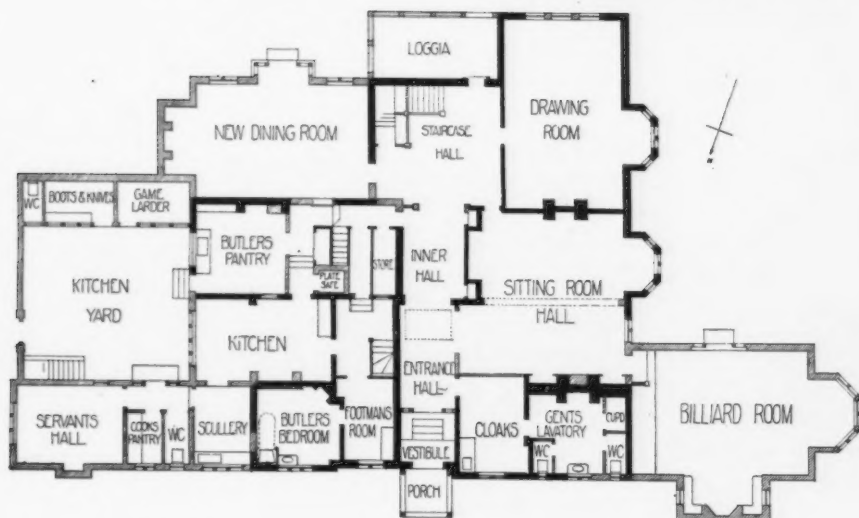 LOGGIA
DRAWING
ROOM
NEW DINING ROOM
STAIRCASE
HALL
WC
BOOTS & KNIVES
GAME
LARDER
BUTLERS
PANTRY
PLATE
SAFE
STORE
INNER
HALL
SITTING ROOM
HALL
KITCHEN
YARD
KITCHEN
ENTRANCE
HALL
SERVANTS
HALL
COOKS
PANTRY
WC
SCULLERY
BUTLERS
BEDROOM
FOOTMANS
ROOM
VESTIBULE
PORCH
CLOAKS
GENTS
LAVATORY
CUPD
WC
WC
BILLIARD ROOM